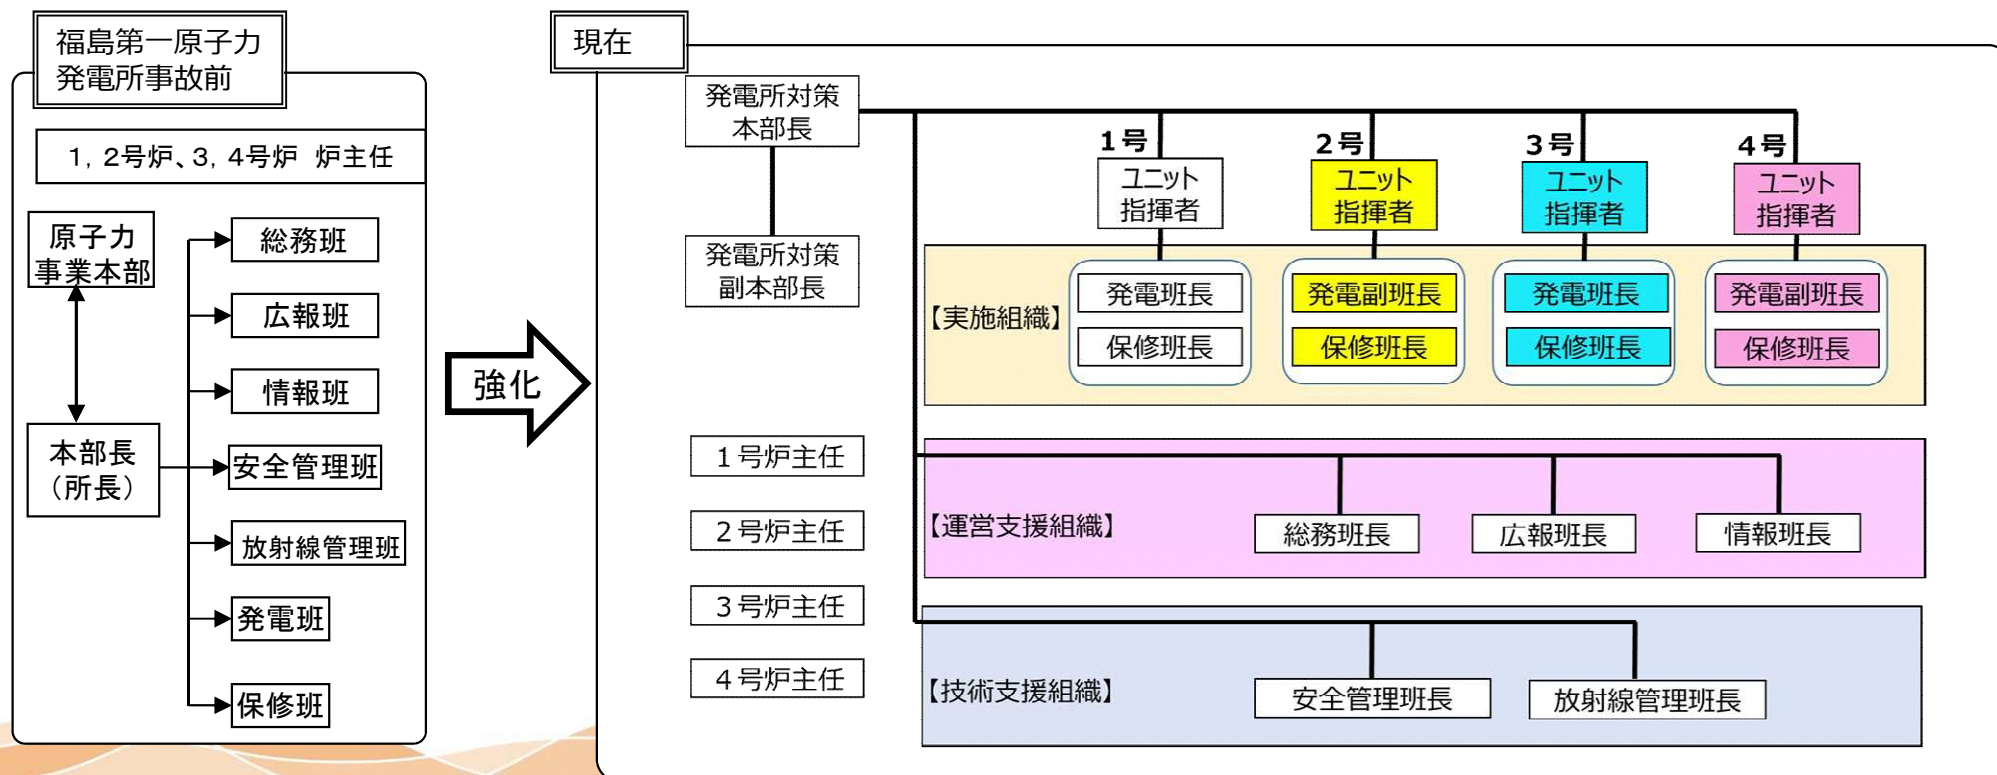 福島第一原子力
発電所事故前
1，2号炉、3，4号炉　炉主任
原子力
事業本部
本部長
（所長）
総務班
広報班
情報班
安全管理班
放射線管理班
発電班
保修班
強化
現在
発電所対策
本部長
発電所対策
副本部長
1号
ユニット
指揮者
2号
ユニット
指揮者
3号
ユニット
指揮者
4号
ユニット
指揮者
【実施組織】
発電班長
保修班長
発電副班長
保修班長
発電班長
保修班長
発電副班長
保修班長
1号炉主任
2号炉主任
3号炉主任
4号炉主任
【運営支援組織】
総務班長
広報班長
情報班長
【技術支援組織】
安全管理班長
放射線管理班長